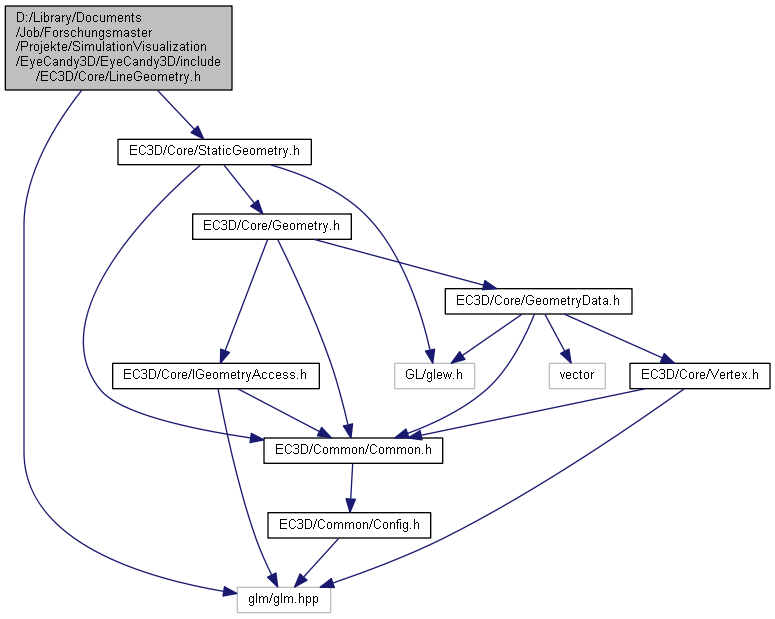 D:/Library/Documents
/Job/Forschungsmaster
/Projekte/SimulationVisualization
/EyeCandy3D/EyeCandy3D/include
/EC3D/Core/LineGeometry.h
EC3D/Core/StaticGeometry.h
EC3D/Core/Geometry.h
EC3D/Core/GeometryData.h
EC3D/Core/IGeometryAccess.h
GL/glew.h
vector
EC3D/Core/Vertex.h
EC3D/Common/Common.h
EC3D/Common/Config.h
glm/glm.hpp